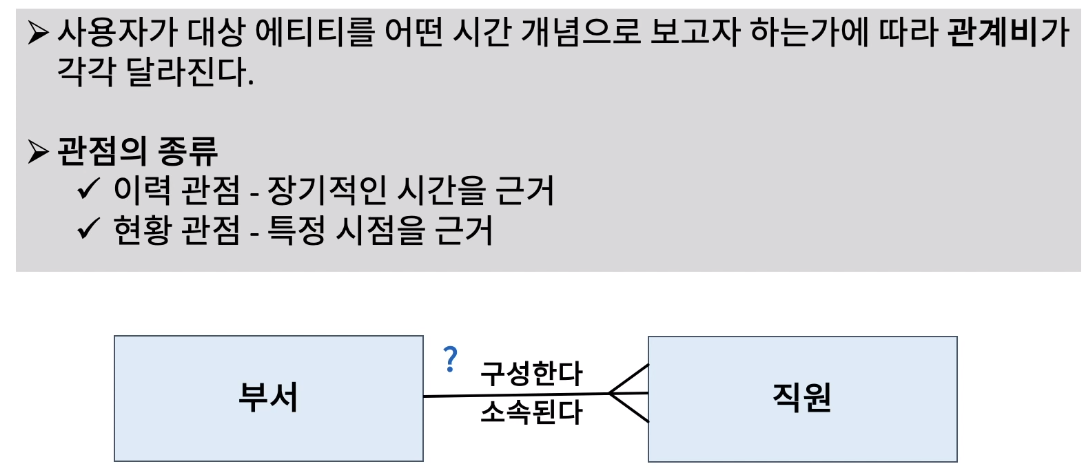 ➢ 사용자가 대상 에티티를 어떤 시간 개념으로 보고자 하는가에 따라 관계비가
각각 달라진다.
➢ 관점의 종류
✓ 이력 관점 - 장기적인 시간을 근거
✓ 현황 관점 - 특정 시점을 근거
부서
?
구성한다
소속된다
직원